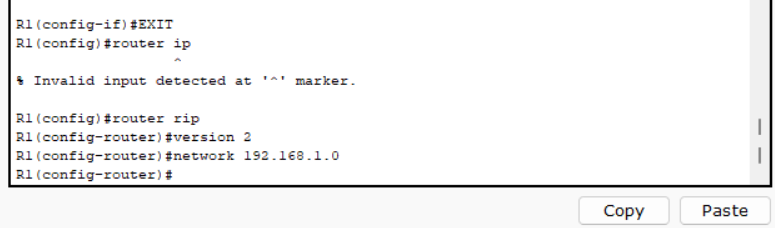 R1(config-if)#EXIT
R1(config)#router ip
^
% Invalid input detected at '^' marker.
R1(config)#router rip
R1(config-router)#version 2
R1(config-router)#network 192.168.1.0
R1(config-router)#
Copy
Paste